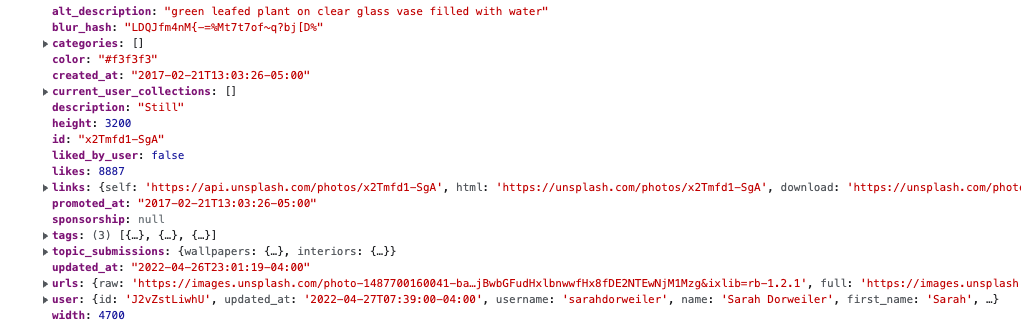 alt_description: "green leafed plant on clear glass vase filled with water"
blur_hash: "LDQJfm4nM{-=%Mt7t7of~q?bj[D%"
categories: []
color: "#f3f3f3"
created_at: "2017-02-21T13:03:26-05:00"
current_user_collections: []
description: "Still"
height: 3200
id: "x2Tmfd1-SgA"
liked_by_user: false
likes: 8887
links: {self: 'https://api.unsplash.com/photos/x2Tmfd1-SgA', html: 'https://unsplash.com/photos/x2Tmfd1-SgA', download: 'https://unsplash.com/phot
promoted_at: "2017-02-21T13:03:26-05:00"
sponsorship: null
tags: (3) [{…}, {…}, {…}]
topic_submissions: {wallpapers: {…}, interiors: {…}}
updated_at: "2022-04-26T23:01:19-04:00"
urls: {raw: 'https://images.unsplash.com/photo-1487700160041-ba…jBwbGFudHxlbnwwfHx8fDE2NTEwNjM1Mzg&ixlib=rb-1.2.1', full: 'https://images.unsplash
user: {id: 'J2vZstLiwhU', updated_at: '2022-04-27T07:39:00-04:00', username: 'sarahdorweiler', name: 'Sarah Dorweiler', first_name: 'Sarah', …}
width: 4700